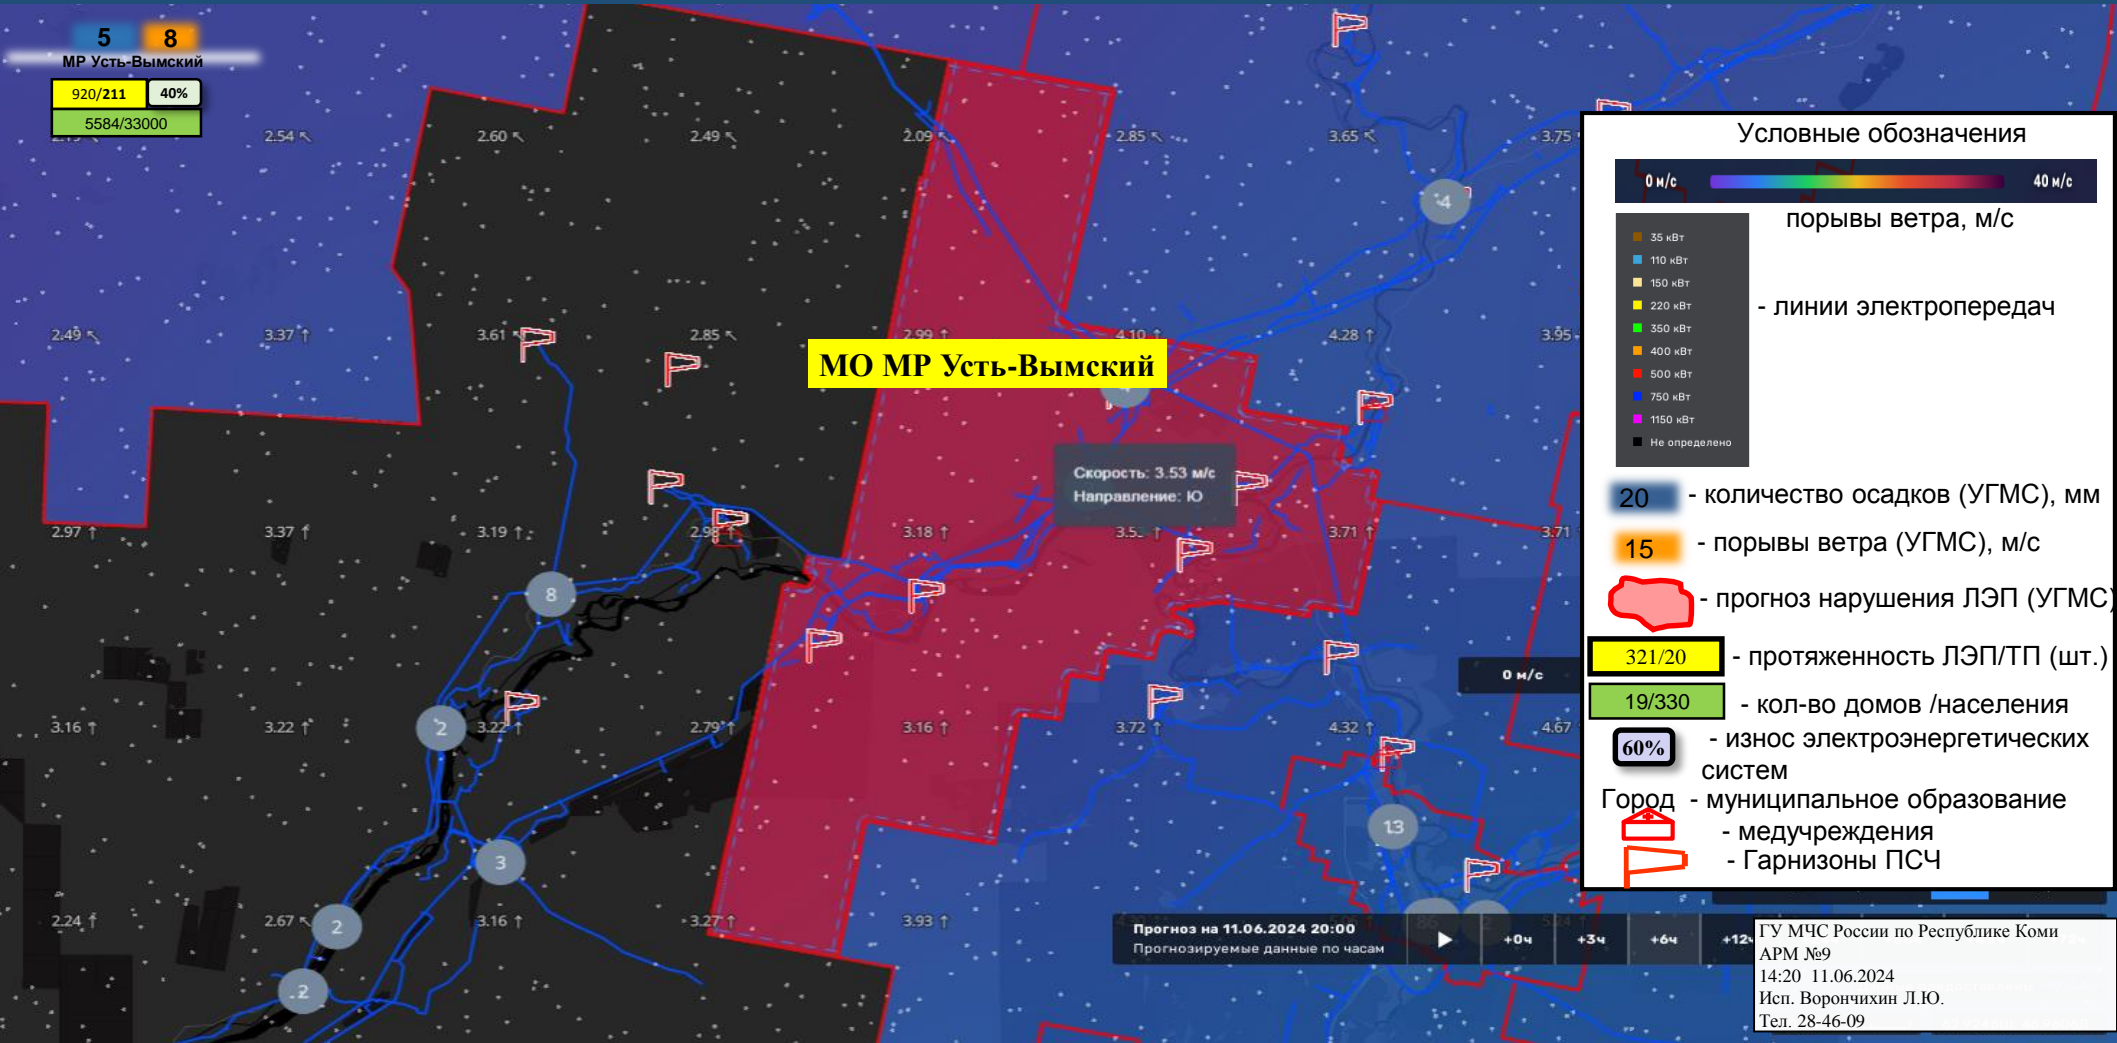 5 8
МР Усть-Вымский
920/211 40%
5584/33000
2.54 ↖ 2.60 ↖ 2.49 ↖ 2.09 ↖ 2.85 ↖ 3.65 ↖ 3.75
4
2.49 ↖ 3.37 ↑ 3.61 ↖ 2.85 ↖ 2.99 ↑ 4.10 ↑ 4.28 ↑ 3.95
МО МР Усть-Вымский
Скорость: 3.53 м/с
Направление: Ю
2.97 ↑ 3.37 ↑ 3.19 ↑ 2.98 ↑ 3.18 ↑ 3.71 ↑ 3.71
8
0 м/с
3.16 ↑ 3.22 ↑ 2 3.22 ↑ 2.79 ↑ 3.16 ↑ 3.72 ↑ 4.32 ↑ 4.67
13
3
2.24 ↑ 2.67 ↖ 2 3.16 ↑ 3.27 ↑ 3.93 ↑
2
Прогноз на 11.06.2024 20:00
Прогнозируемые данные по часам
+0ч +3ч +6ч +12ч
Условные обозначения
0 м/с 40 м/с
порывы ветра, м/с
35 кВт
110 кВт
150 кВт
220 кВт
350 кВт
400 кВт
500 кВт
750 кВт
1150 кВт
Не определено
- линии электропередач
20 - количество осадков (УГМС), мм
15 - порывы ветра (УГМС), м/с
- прогноз нарушения ЛЭП (УГМС)
321/20 - протяженность ЛЭП/ТП (шт.)
19/330 - кол-во домов /населения
60% - износ электроэнергетических
систем
Город - муниципальное образование
- медучреждения
- Гарнизоны ПСЧ
ГУ МЧС России по Республике Коми
АРМ №9
14:20 11.06.2024
Исп. Ворончихин Л.Ю.
Тел. 28-46-09